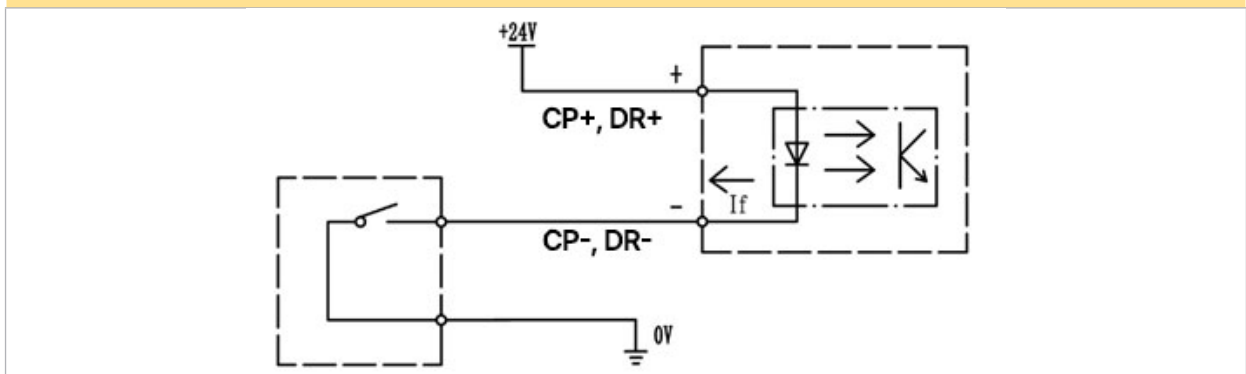 +24V
+
CP+, DR+
If
-
CP-, DR-
0V